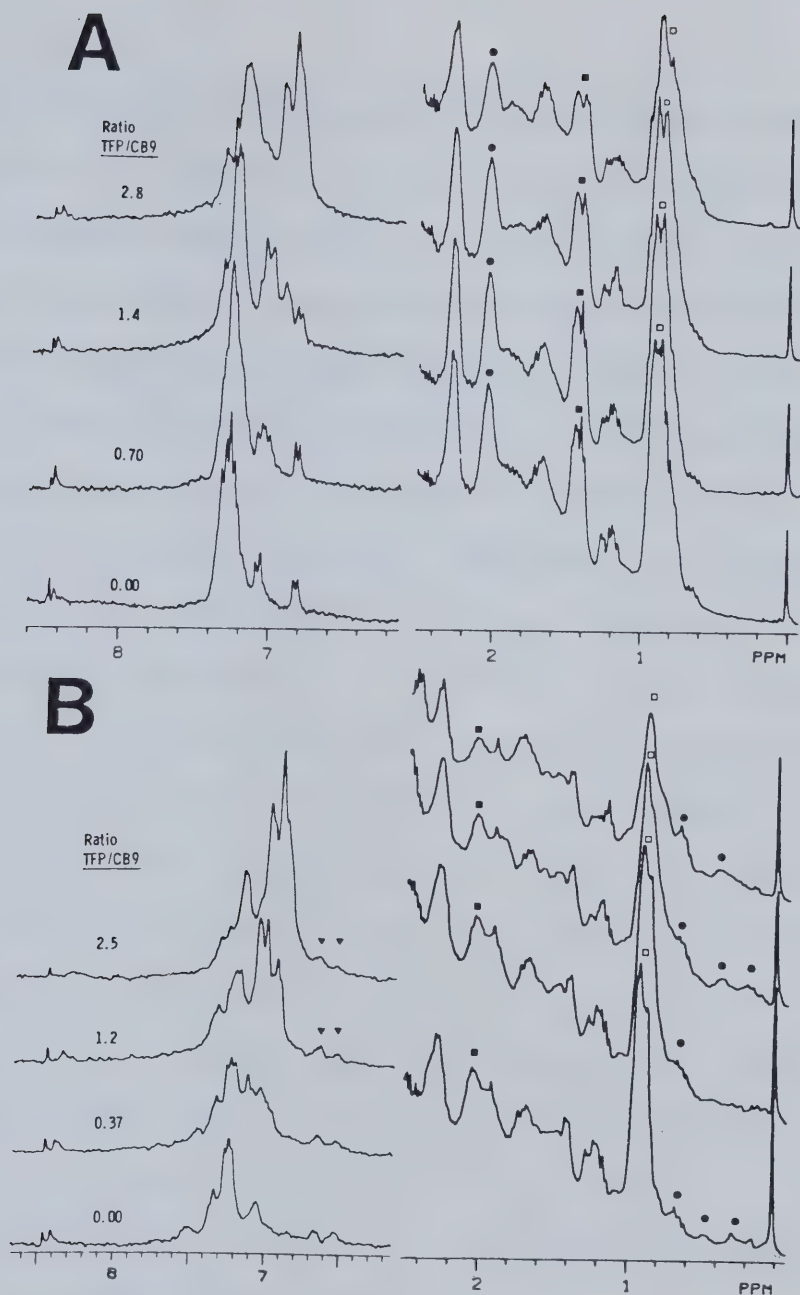 A
Ratio
TFP/CB9
2.8
1.4
0.70
0.00
8 7 2 1 PPM
B
Ratio
TFP/CB9
2.5
1.2
0.37
0.00
8 7 2 1 PPM